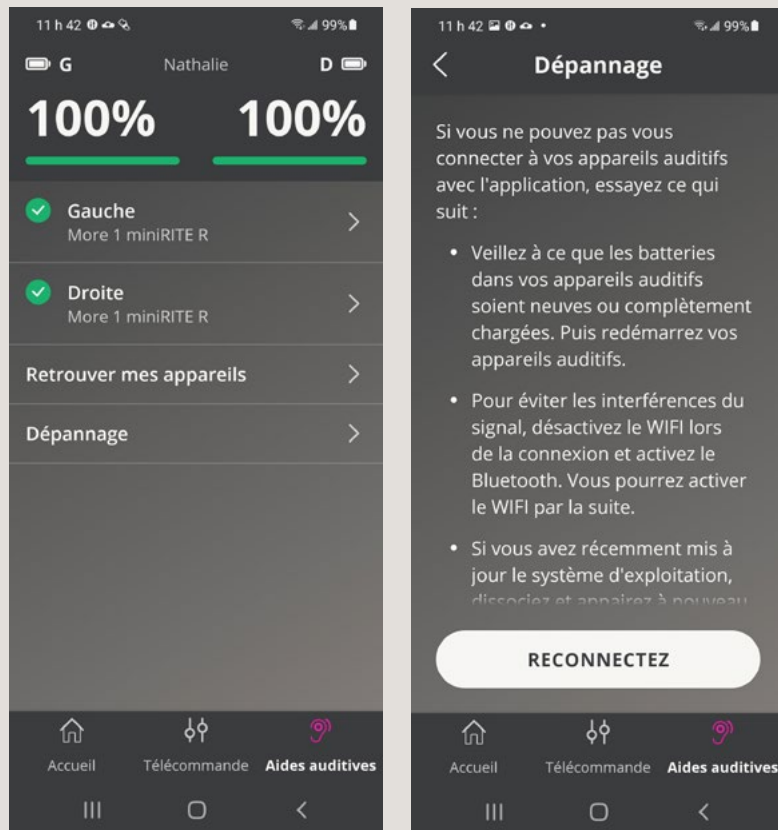 11 h 42 99%
G Nathalie D
100% 100%
Gauche
More 1 miniRITE R
Droite
More 1 miniRITE R
Retrouver mes appareils
Dépannage
Accueil Télécommande Aides auditives
11 h 42 99%
Dépannage
Si vous ne pouvez pas vous
connecter à vos appareils auditifs
avec l'application, essayez ce qui
suit :
• Veillez à ce que les batteries
dans vos appareils auditifs
soient neuves ou complètement
chargées. Puis redémarrez vos
appareils auditifs.
• Pour éviter les interférences du
signal, désactivez le WIFI lors
de la connexion et activez le
Bluetooth. Vous pourrez activer
le WIFI par la suite.
• Si vous avez récemment mis à
jour le système d'exploitation,
dissociez et appairez à nouveau
RECONNECTEZ
Accueil Télécommande Aides auditives